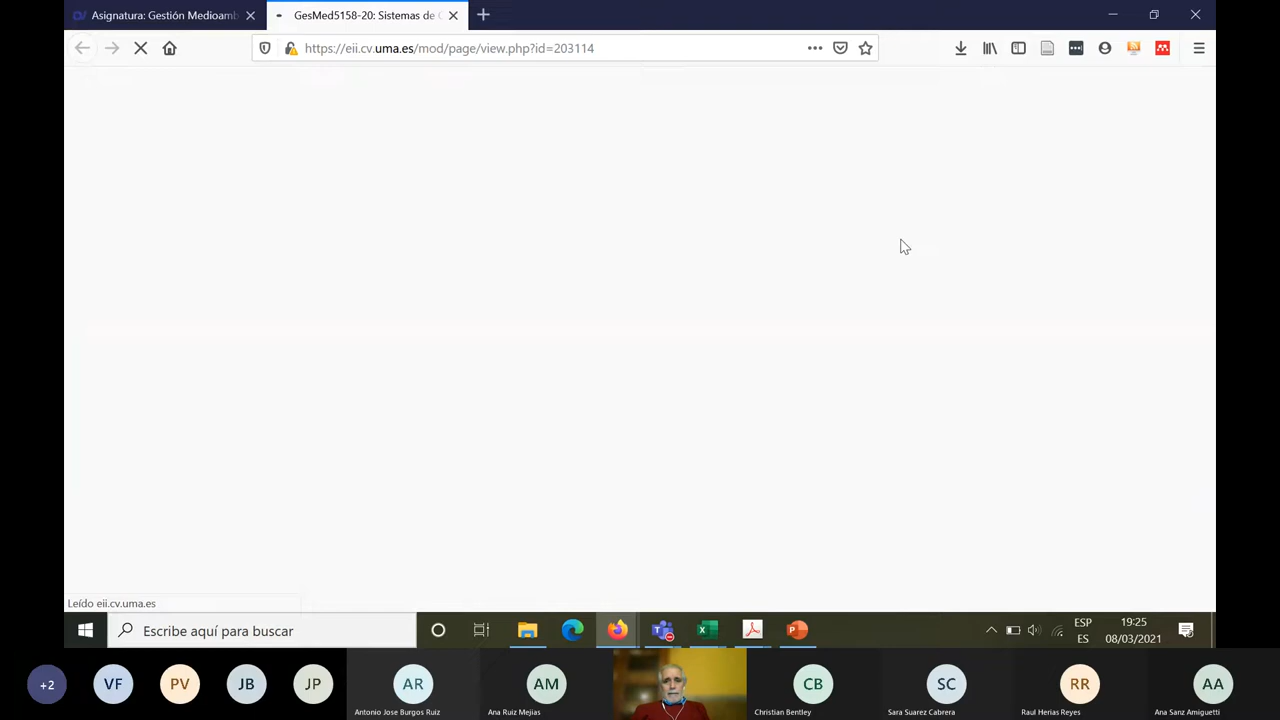 Asignatura: Gestión Medioamb
GesMed5158-20: Sistemas de G
https://eii.cv.uma.es/mod/page/view.php?id=203114
Leído eii.cv.uma.es
Escribe aquí para buscar
ESP
ES
19:25
08/03/2021
+2
VF
PV
JB
JP
AR
AM
CB
SC
RR
AA
Antonio Jose Burgos Ruiz
Ana Ruiz Mejias
Christian Bentley
Sara Suarez Cabrera
Raul Herias Reyes
Ana Sanz Amiguetti